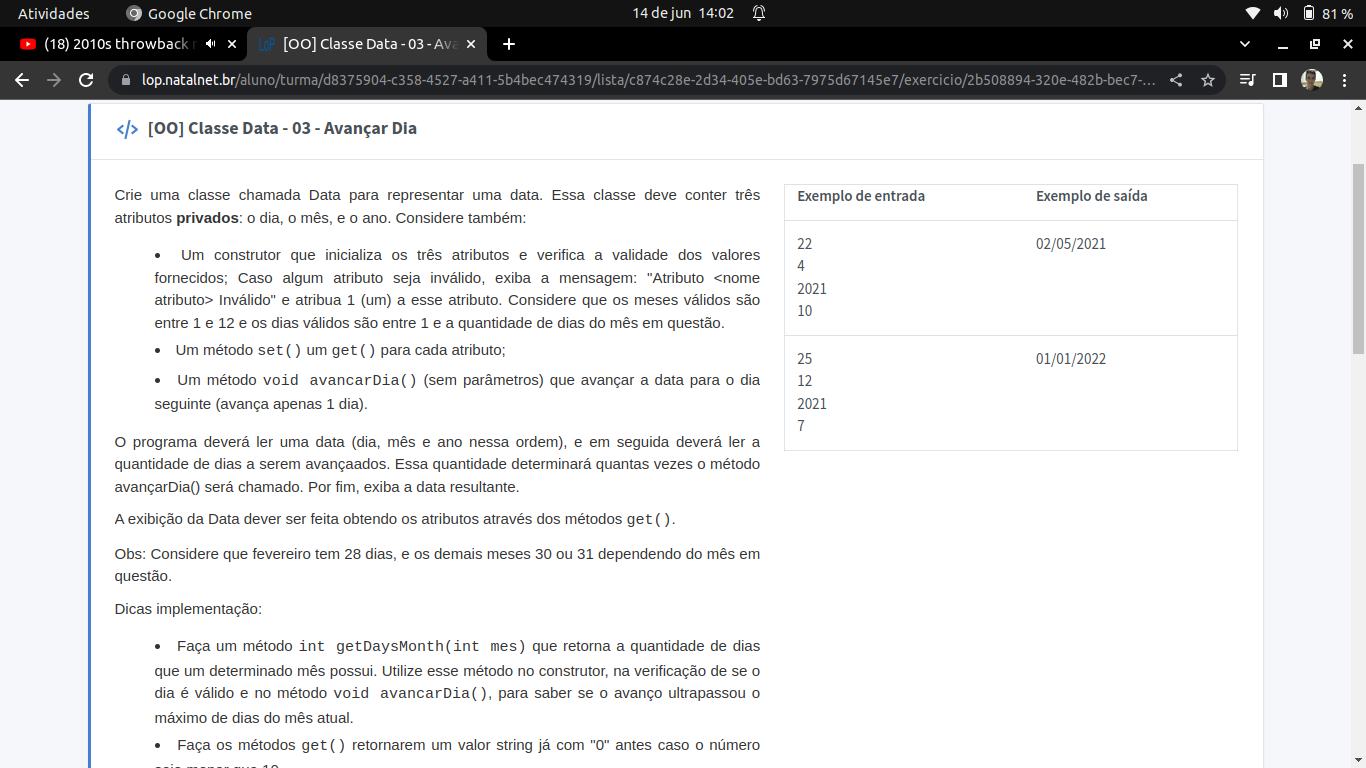 Atividades
Google Chrome
14 de jun 14:02
81 %
(18) 2010s throwback
[OO] Classe Data - 03 - Ava
lop.natalnet.br/aluno/turma/d8375904-c358-4527-a411-5b4bec474319/lista/c874c28e-2d34-405e-bd63-7975d67145e7/exercicio/2b508894-320e-482b-bec7-...
</> [OO] Classe Data - 03 - Avançar Dia
Crie uma classe chamada Data para representar uma data. Essa classe deve conter três
atributos privados: o dia, o mês, e o ano. Considere também:
• Um construtor que inicializa os três atributos e verifica a validade dos valores
fornecidos; Caso algum atributo seja inválido, exiba a mensagem: "Atributo <nome
atributo> Inválido" e atribua 1 (um) a esse atributo. Considere que os meses válidos são
entre 1 e 12 e os dias válidos são entre 1 e a quantidade de dias do mês em questão.
• Um método set() um get() para cada atributo;
• Um método void avancarDia() (sem parâmetros) que avançar a data para o dia
seguinte (avança apenas 1 dia).
O programa deverá ler uma data (dia, mês e ano nessa ordem), e em seguida deverá ler a
quantidade de dias a serem avançaados. Essa quantidade determinará quantas vezes o método
avançarDia() será chamado. Por fim, exiba a data resultante.
A exibição da Data dever ser feita obtendo os atributos através dos métodos get().
Obs: Considere que fevereiro tem 28 dias, e os demais meses 30 ou 31 dependendo do mês em
questão.
Dicas implementação:
• Faça um método int getDaysMonth(int mes) que retorna a quantidade de dias
que um determinado mês possui. Utilize esse método no construtor, na verificação de se o
dia é válido e no método void avancarDia(), para saber se o avanço ultrapassou o
máximo de dias do mês atual.
• Faça os métodos get() retornarem um valor string já com "0" antes caso o número
Exemplo de entrada
Exemplo de saída
22
4
2021
10
02/05/2021
25
12
2021
7
01/01/2022